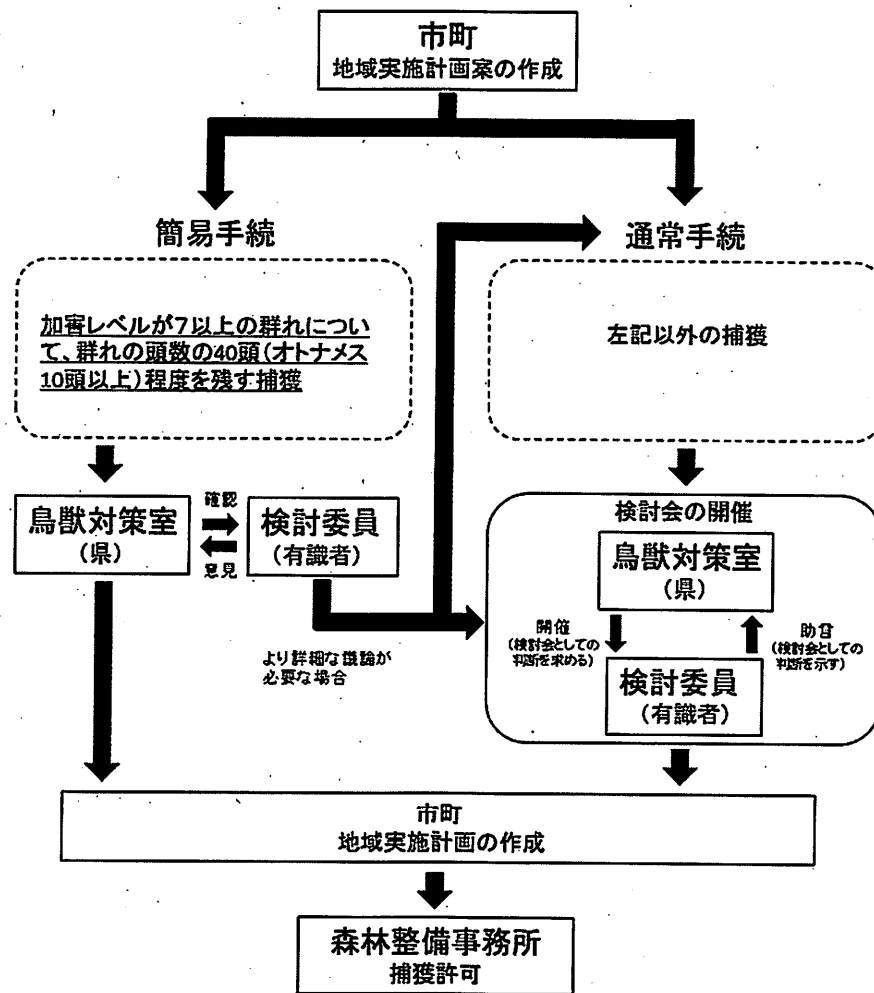 市町
地域実施計画案の作成
簡易手続
通常手続
加害レベルが7以上の群れについ
て、群れの頭数の40頭(オトナメス
10頭以上)程度を残す捕獲
左記以外の捕獲
鳥獣対策室
(県)
確認
意見
検討委員
(有識者)
より詳細な議論が
必要な場合
検討会の開催
鳥獣対策室
(県)
開催
(検討会としての
判断を求める)
助言
(検討会としての
判断を示す)
検討委員
(有識者)
市町
地域実施計画の作成
森林整備事務所
捕獲許可